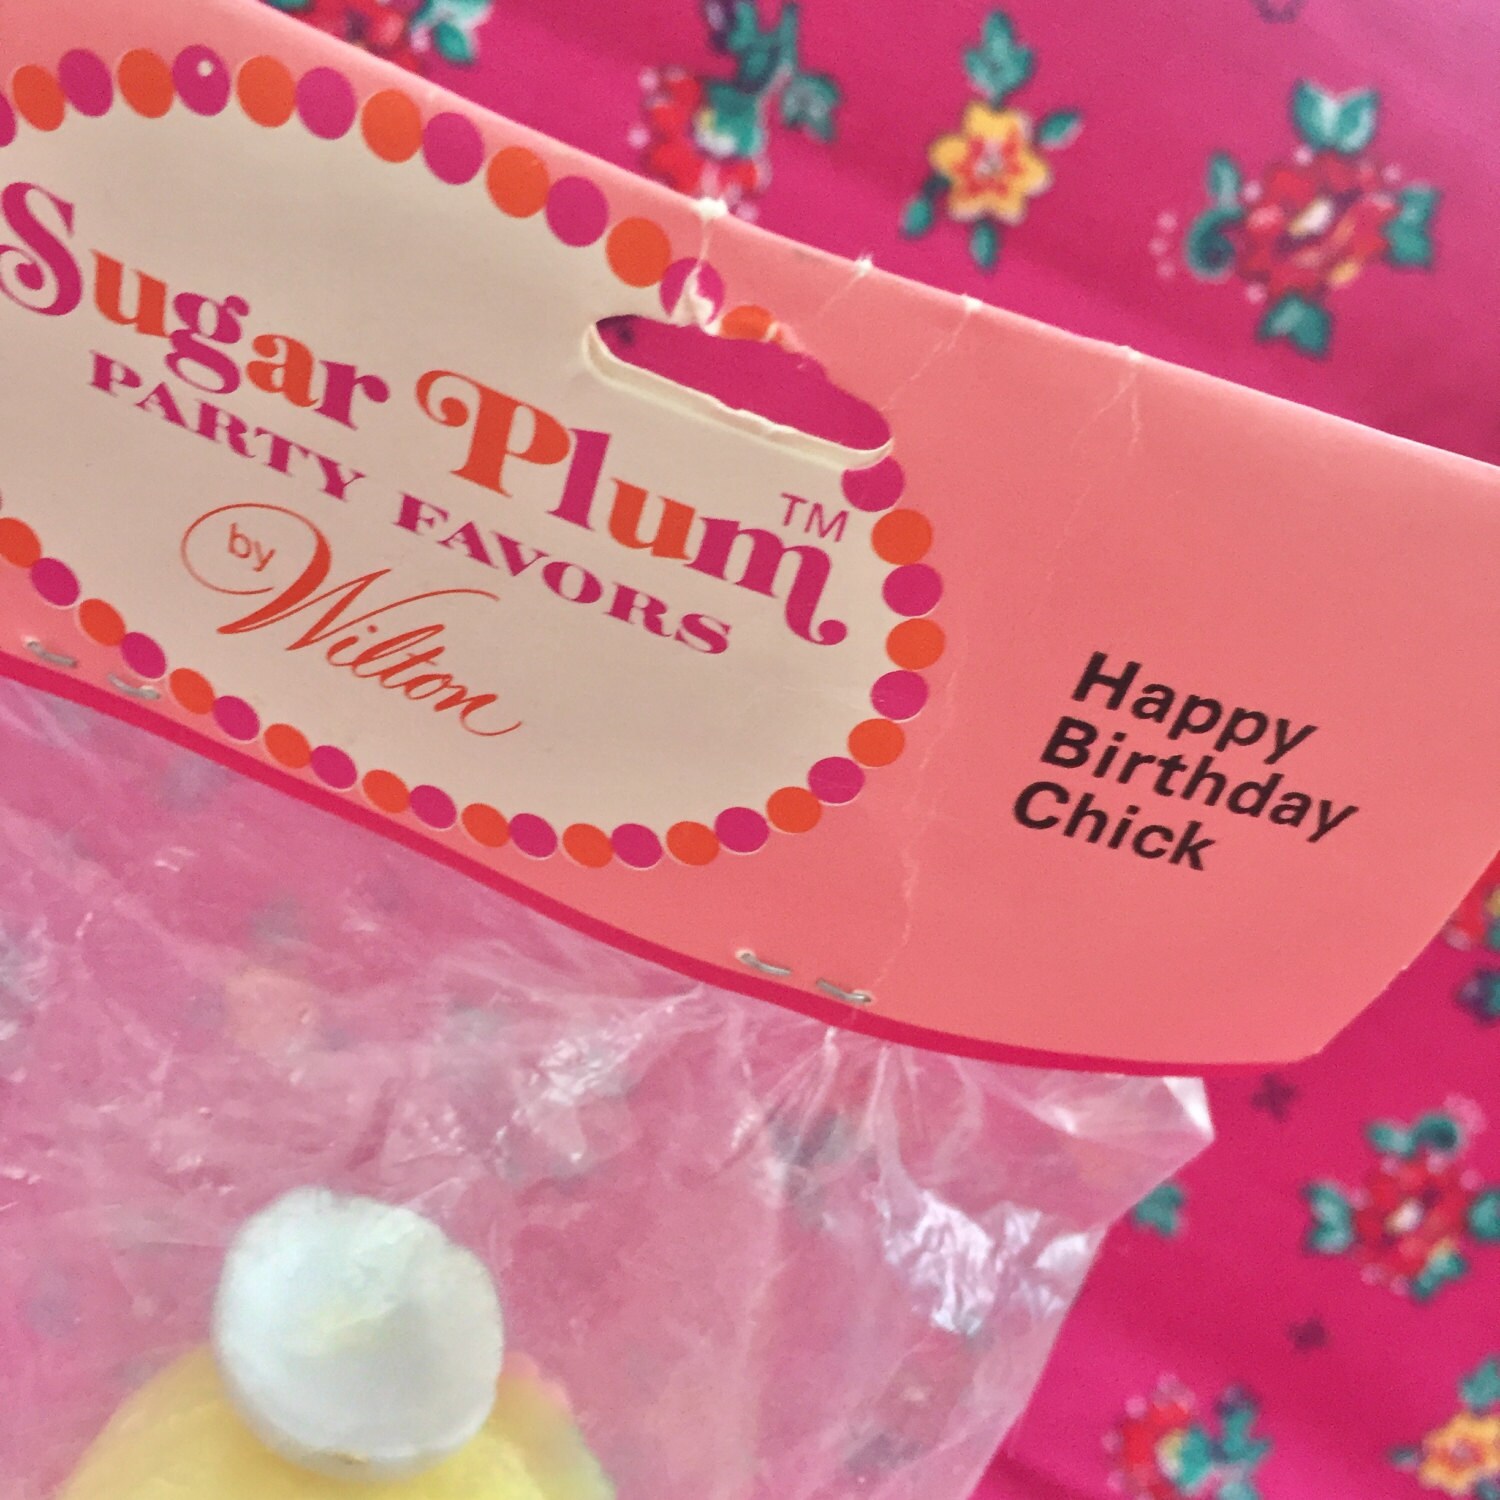 Sugar Plum™
PARTY FAVORS
by Wilton
Happy
Birthday
Chick